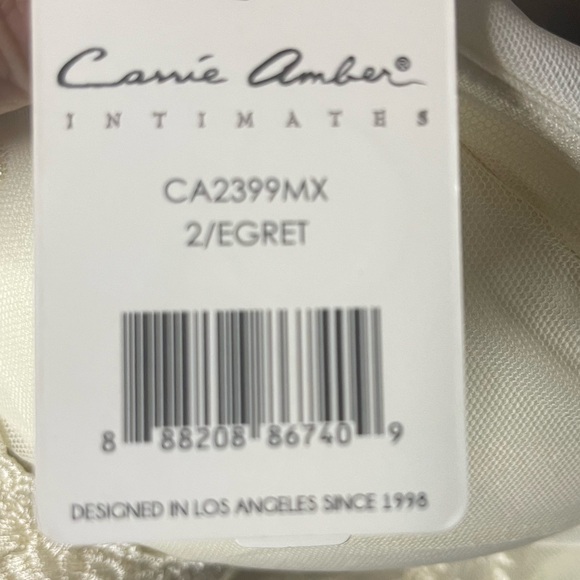 Carrie Amber®
INTIMATES
CA2399MX
2/EGRET
8 88208 86740 9
DESIGNED IN LOS ANGELES SINCE 1998